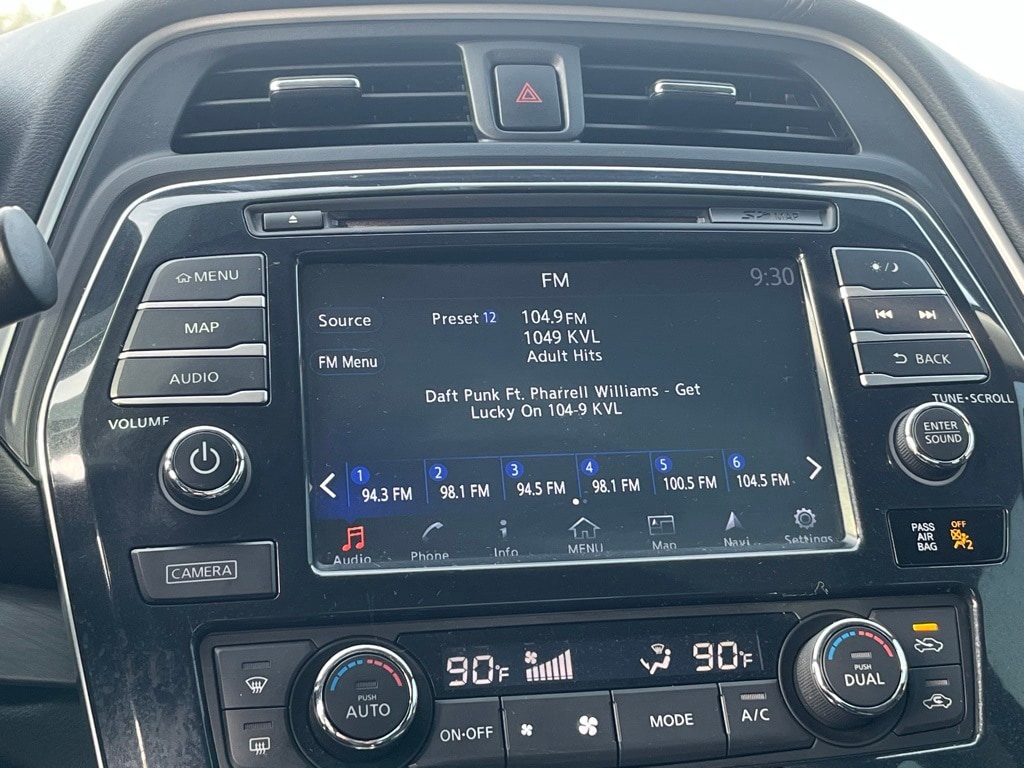 SD MAP
MENU
MAP
AUDIO
VOLUME
FM
9:30
Source
Preset 12
104.9 FM
1049 KVL
FM Menu
Adult Hits
Daft Punk Ft. Pharrell Williams - Get
Lucky On 104-9 KVL
1
94.3 FM
2
98.1 FM
3
94.5 FM
4
98.1 FM
5
100.5 FM
6
104.5 FM
Audio
Phone
Info
MENU
Map
Navi
Settings
BACK
TUNE•SCROLL
ENTER
SOUND
PASS
AIR
BAG
OFF
2
CAMERA
90°F
90°F
PUSH
AUTO
ON•OFF
MODE
A/C
PUSH
DUAL